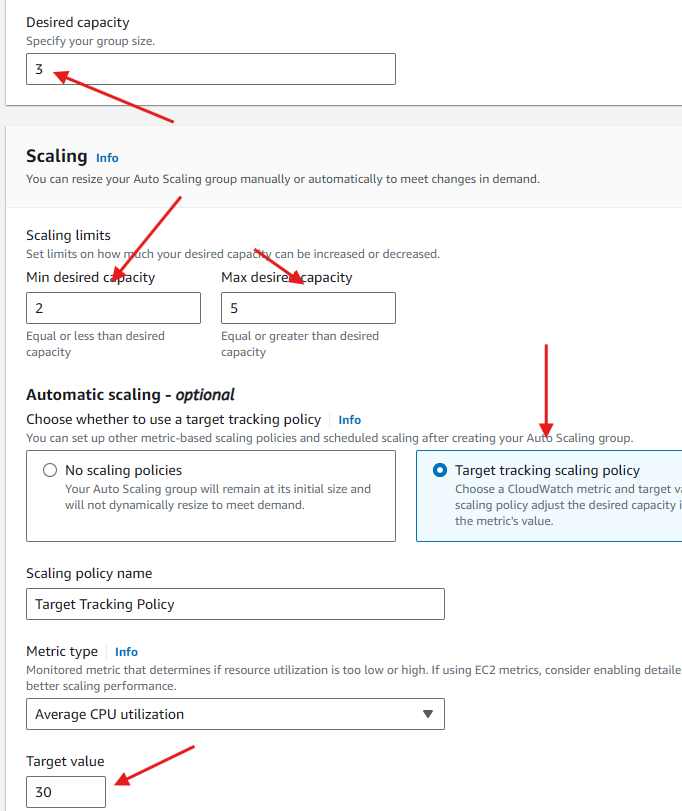 Desired capacity
Specify your group size.
3
Scaling Info
You can resize your Auto Scaling group manually or automatically to meet changes in demand.
Scaling limits
Set limits on how much your desired capacity can be increased or decreased.
Min desired capacity
2
Equal or less than desired
capacity
Max desired capacity
5
Equal or greater than desired
capacity
Automatic scaling - optional
Choose whether to use a target tracking policy Info
You can set up other metric-based scaling policies and scheduled scaling after creating your Auto Scaling group.
No scaling policies
Your Auto Scaling group will remain at its initial size and
will not dynamically resize to meet demand.
Target tracking scaling policy
Choose a CloudWatch metric and target
scaling policy adjust the desired capacity
the metric's value.
Scaling policy name
Target Tracking Policy
Metric type Info
Monitored metric that determines if resource utilization is too low or high. If using EC2 metrics, consider enabling
better scaling performance.
Average CPU utilization
Target value
30